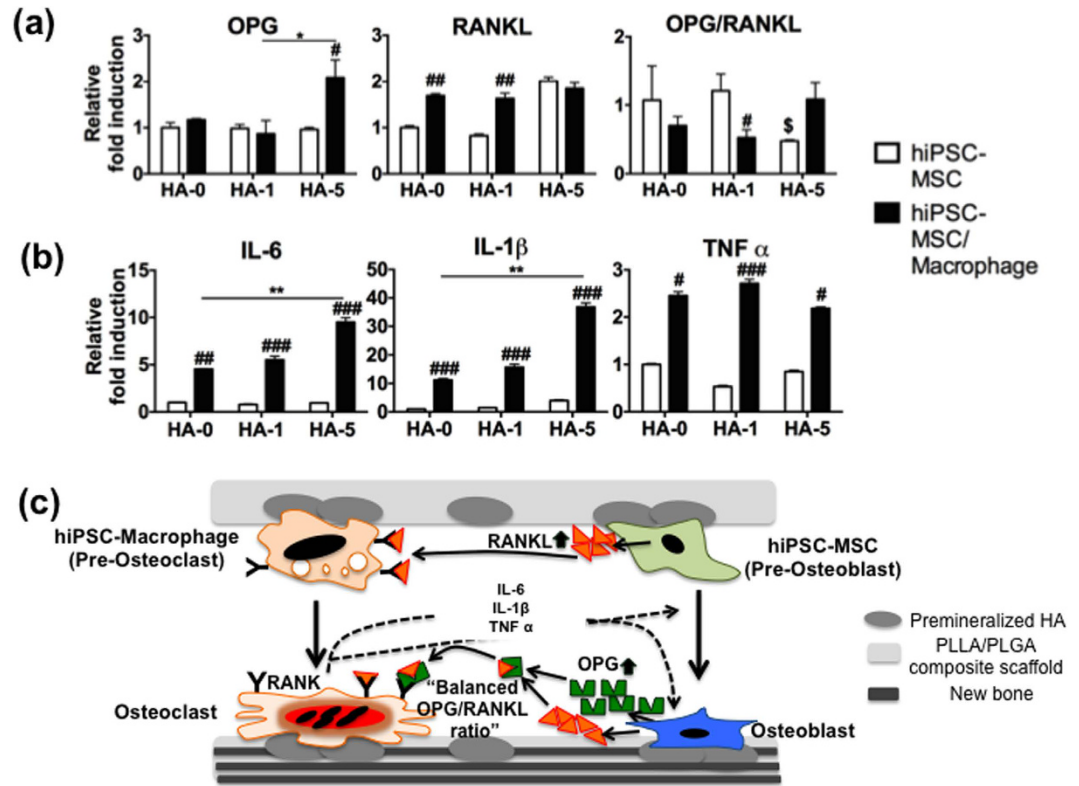 (a)
OPG
RANKL
OPG/RANKL
Relative
fold induction
3
2
1
0
*
#
HA-0 HA-1 HA-5
3
2
1
0
## ##
HA-0 HA-1 HA-5
2
1
0
# $
HA-0 HA-1 HA-5
hiPSC-
MSC
hiPSC-
MSC/
Macrophage
(b)
IL-6
IL-1β
TNF α
Relative
fold induction
15
10
5
0
**
## ### ###
HA-0 HA-1 HA-5
50
40
30
20
10
0
**
### ### ###
HA-0 HA-1 HA-5
3
2
1
0
# ### #
HA-0 HA-1 HA-5
(c)
hiPSC-Macrophage
(Pre-Osteoclast)
RANKL
hiPSC-MSC
(Pre-Osteoblast)
IL-6
IL-1β
TNF α
Premineralized HA
PLLA/PLGA
composite scaffold
New bone
RANK
OPG
Osteoclast
“Balanced
OPG/RANKL
ratio”
Osteoblast